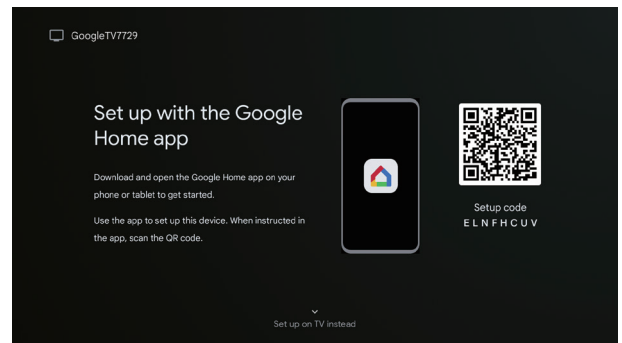 GoogleTV7729
Set up with the Google
Home app
Download and open the Google Home app on your
phone or tablet to get started.
Use the app to set up this device. When instructed in
the app, scan the QR code.
Setup code
ELNFHCUV
Set up on TV instead